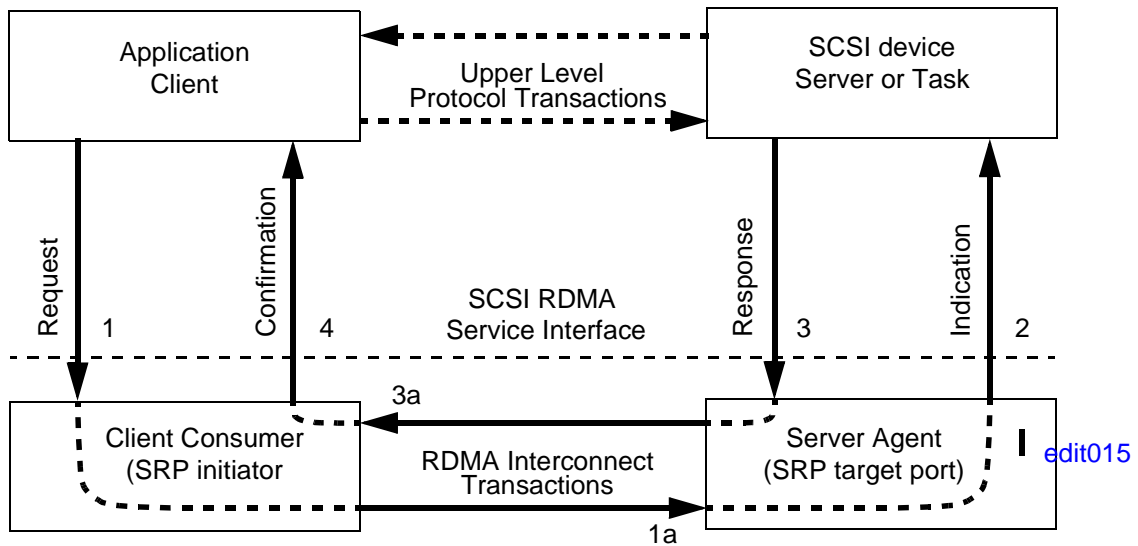 Application
Client
Upper Level
Protocol Transactions
SCSI device
Server or Task
Request
1
Confirmation
4
SCSI RDMA
Service Interface
Response
3
Indication
2
Client Consumer
(SRP initiator
3a
RDMA Interconnect
Transactions
1a
Server Agent
(SRP target port)
edit015